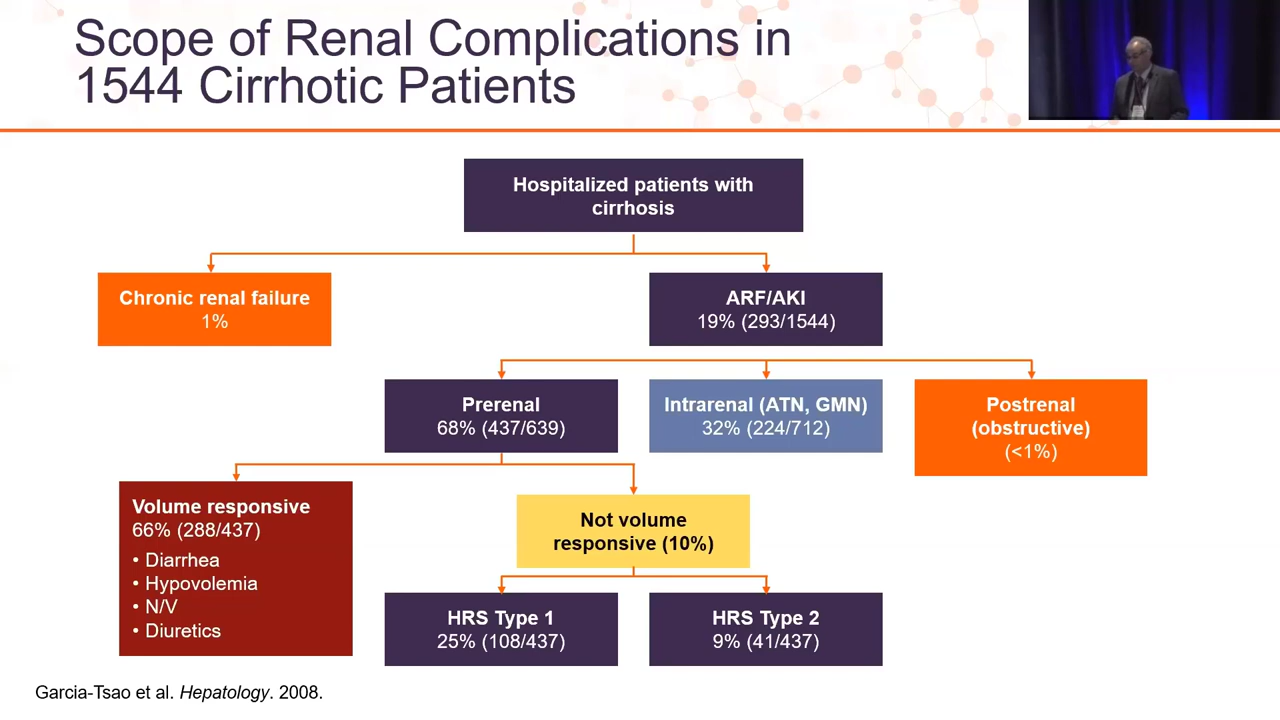 Scope of Renal Complications in
1544 Cirrhotic Patients
Hospitalized patients with
cirrhosis
Chronic renal failure
1%
ARF/AKI
19% (293/1544)
Prerenal
68% (437/639)
Intrarenal (ATN, GMN)
32% (224/712)
Postrenal
(obstructive)
(<1%)
Volume responsive
66% (288/437)
• Diarrhea
• Hypovolemia
• N/V
• Diuretics
Not volume
responsive (10%)
HRS Type 1
25% (108/437)
HRS Type 2
9% (41/437)
Garcia-Tsao et al. Hepatology. 2008.